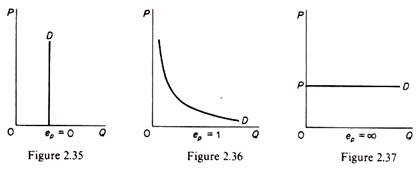 P
D
O
eₚ=0
Q
Figure 2.35
P
D
O
eₚ=1
Q
Figure 2.36
P
P
D
O
eₚ=∞
Q
Figure 2.37